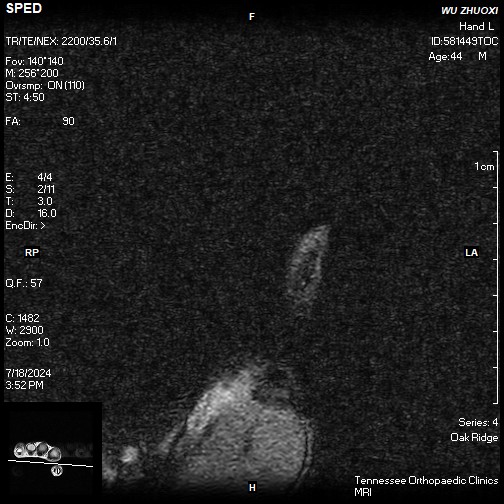 SPED
F
WU ZHUOXI
Hand L
TR/TE/NEX: 2200/35.6/1
ID:581449TOC
Age:44 M
Fov: 140*140
M: 256*200
Ovrsmp: ON (110)
ST: 4:50
FA: 90
1cm
E: 4/4
S: 2/11
T: 3.0
D: 16.0
EncDir: >
RP
LA
Q.F.: 57
C: 1482
W: 2900
Zoom: 1.0
7/18/2024
3:52 PM
Series: 4
Oak Ridge
H
Tennessee Orthopaedic Clinics
MRI